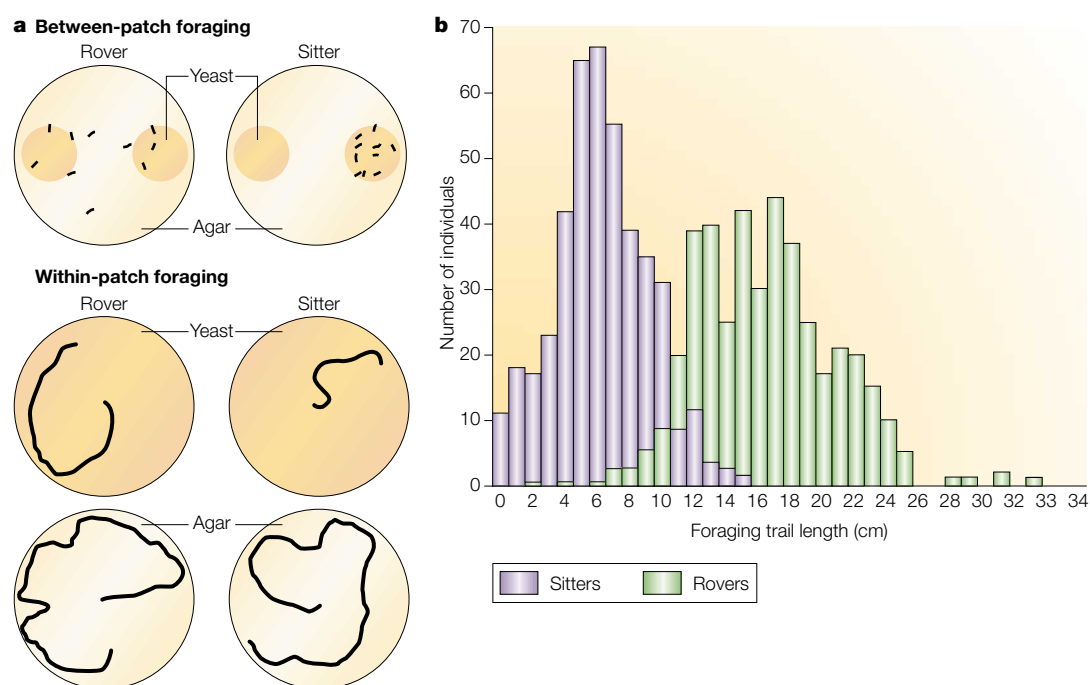 a Between-patch foraging
Rover
Sitter
Yeast
Agar
Within-patch foraging
Rover
Sitter
Yeast
Agar
b
70
60
50
40
30
20
10
0
Number of individuals
0 2 4 6 8 10 12 14 16 18 20 22 24 26 28 30 32 33 34
Foraging trail length (cm)
Sitters
Rovers